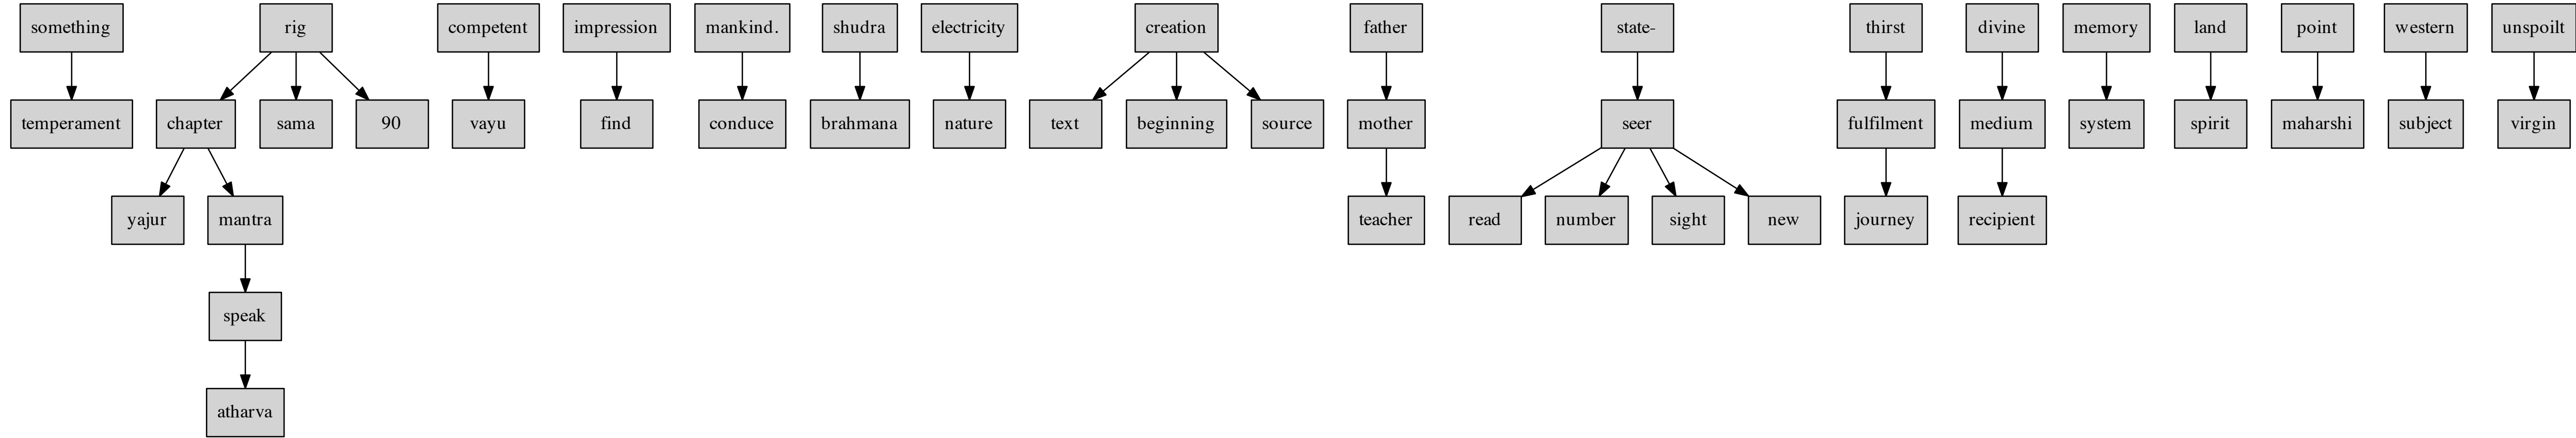 something rig competent impression mankind. shudra electricity creation father state- thirst divine memory land point western unspoilt
temperament chapter sama 90 vayu find conduce brahmana nature text beginning source mother seer fulfilment medium system spirit maharshi subject virgin
yajur mantra teacher read number sight new journey recipient
speak
atharva